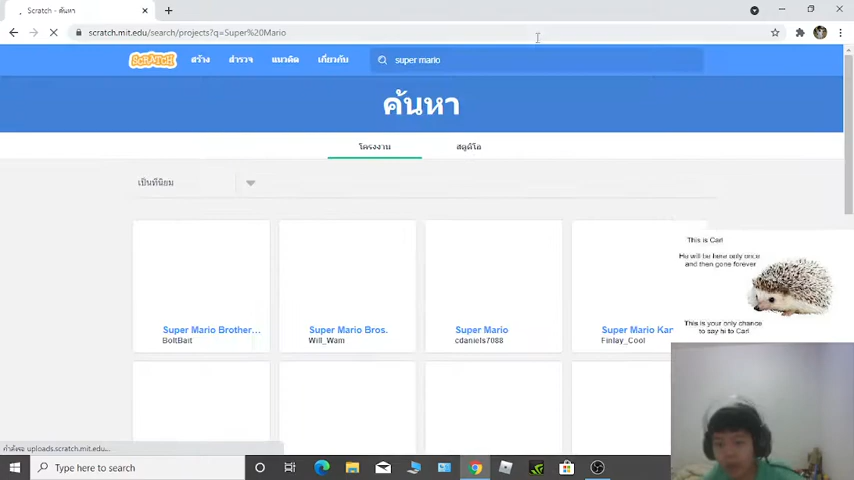 Scratch - ค้นหา
scratch.mit.edu/search/projects?q=Super%20Mario
SCRATCH
สร้าง
สำรวจ
แนวคิด
เกี่ยวกับ
super mario
ค้นหา
โครงงาน
สตูดิโอ
เป็นที่นิยม
Super Mario Brother...
BoltBait
Super Mario Bros.
Will_Wam
Super Mario
cdaniels7088
Super Mario Kar
Finlay_Cool
This is Carl
He will be here only once
and then gone forever
This is your only chance
to say hi to Carl
uploads.scratch.mit.edu...
Type here to search